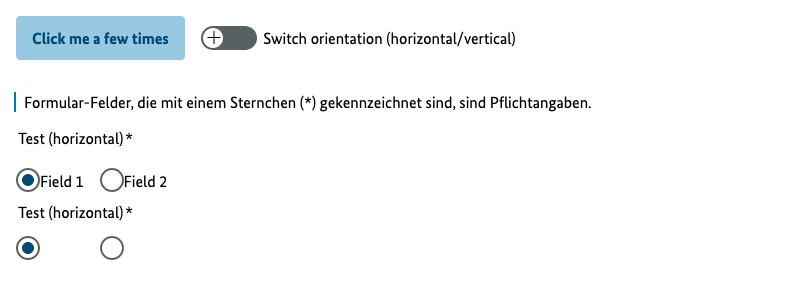 Click me a few times
Switch orientation (horizontal/vertical)
Formular-Felder, die mit einem Sternchen (*) gekennzeichnet sind, sind Pflichtangaben.
Test (horizontal)*
Field 1 Field 2
Test (horizontal)*